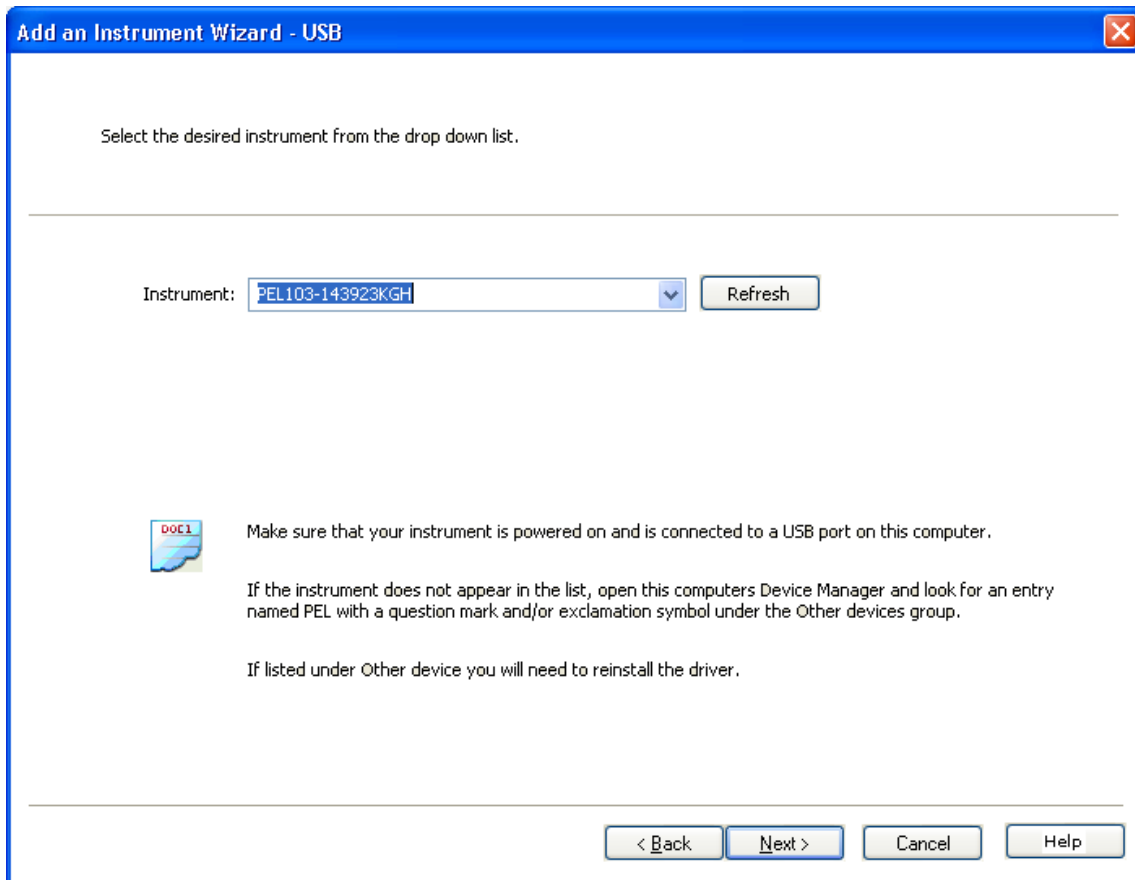 Add an Instrument Wizard - USB
Select the desired instrument from the drop down list.
Instrument: PEL103-143923KGH Refresh
DOC1
Make sure that your instrument is powered on and is connected to a USB port on this computer.
If the instrument does not appear in the list, open this computers Device Manager and look for an entry
named PEL with a question mark and/or exclamation symbol under the Other devices group.
If listed under Other device you will need to reinstall the driver.
< Back Next > Cancel Help